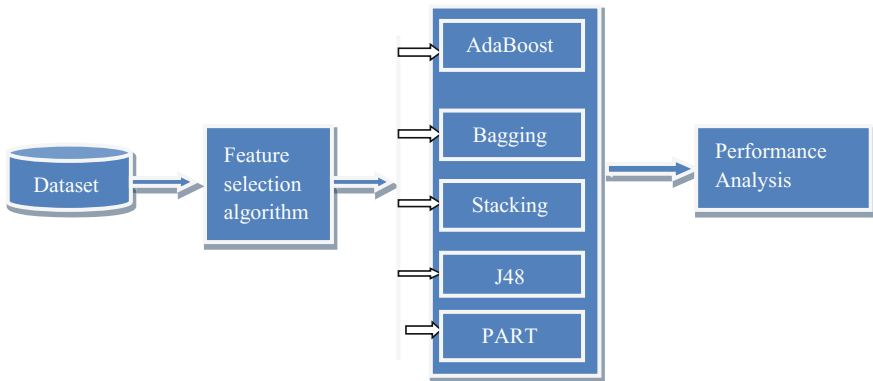 Dataset
Feature
selection
algorithm
AdaBoost
Bagging
Stacking
J48
PART
Performance
Analysis